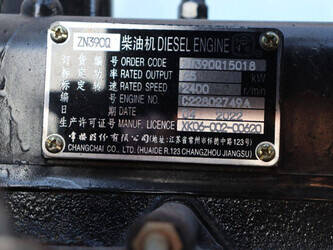 ZN390Q 柴油机 DIESEL ENGINE
订货号 ORDER CODE ZN390Q15018
标定功率 RATED OUTPUT 25 kW
标定转速 RATED SPEED 2400 r/min
编号 ENGINE NO. C22802749A
日期 DATE 04 2022
生产许可证号 MANUF. LICENCE XK06-002-00620
常柴股份有限公司 (地址:江苏省常州市怀德中路123号)
CHANGCHAI CO., LTD. (HUAIDE R.123 CHANGZHOU JIANGSU)